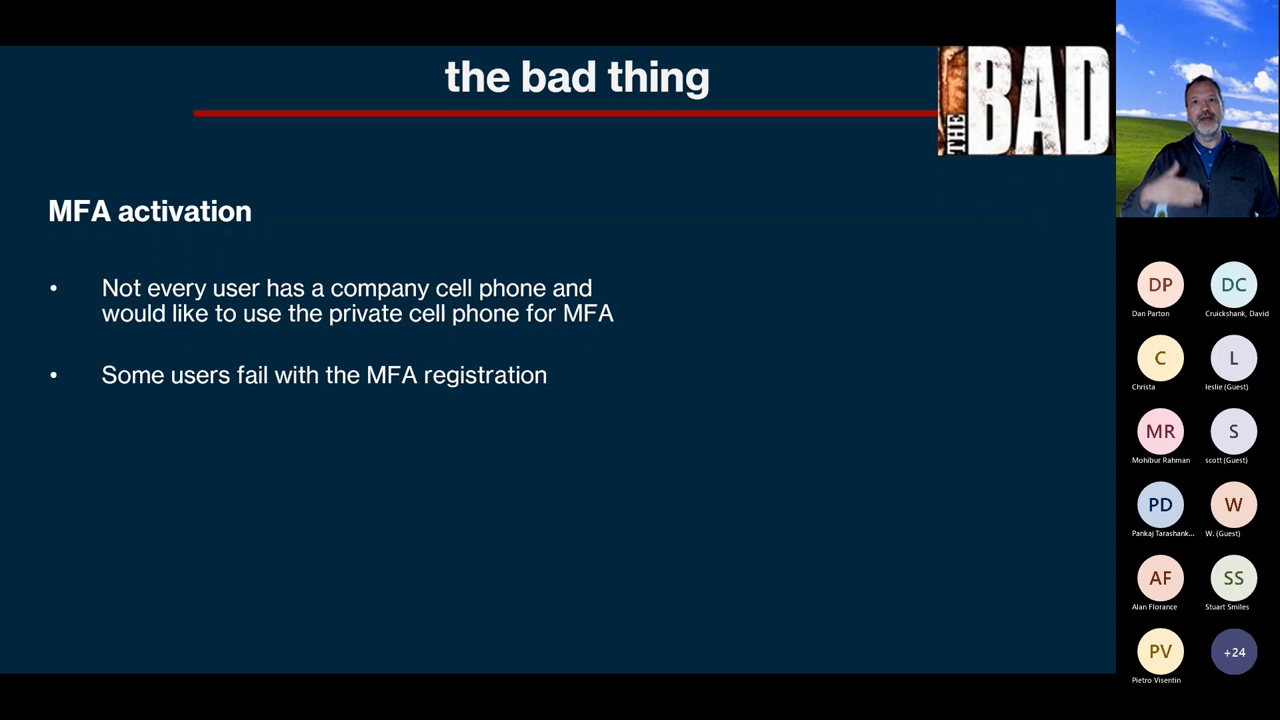 the bad thing
THE BAD
MFA activation
• Not every user has a company cell phone and
would like to use the private cell phone for MFA
• Some users fail with the MFA registration
DP
Dan Parton
DC
Cruickshank, David
C
Christa
L
leslie (Guest)
MR
Mohibur Rahman
S
scott (Guest)
PD
Pankaj Tarashank...
W
W. (Guest)
AF
Alan Florance
SS
Stuart Smiles
PV
Pietro Visentin
+24